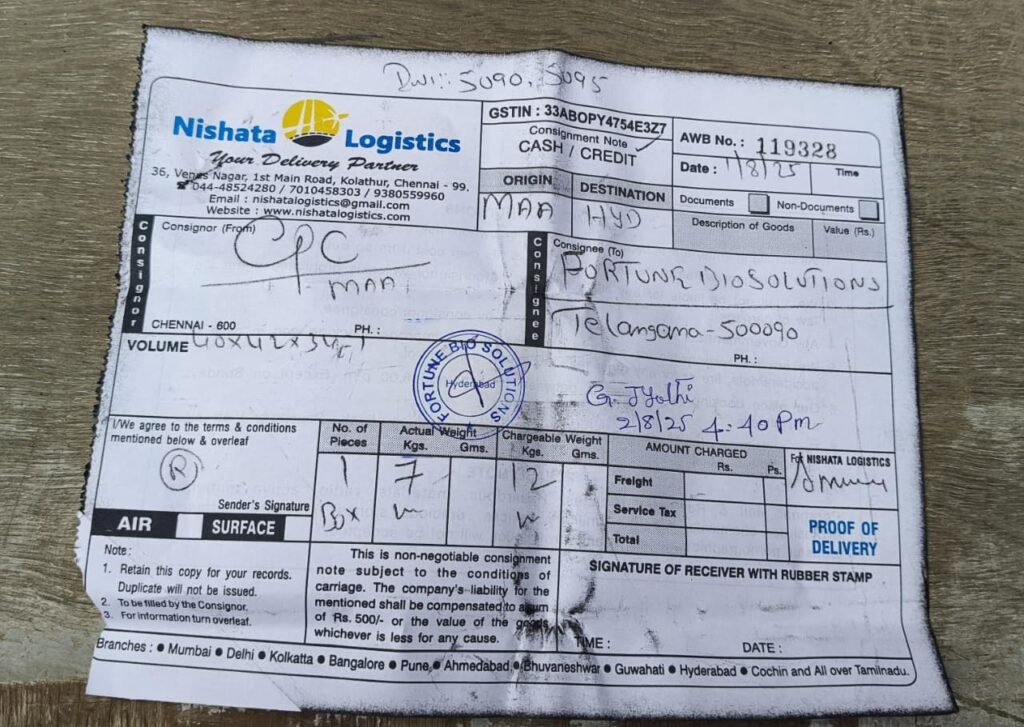 5090, 5095
Nishata Logistics
Your Delivery Partner
36, Venus Nagar, 1st Main Road, Kolathur, Chennai - 99.
044-48524280 / 7010458303 / 9380559960
Email : nishatalogistics@gmail.com
Website : www.nishatalogistics.com
GSTIN : 33ABOPY4754E3Z7
Consignment Note
CASH / CREDIT
ORIGIN
DESTINATION
MAA
HYD
AWB No. : 119328
Date : 1/8/25
Time
Documents
Non-Documents
Description of Goods
Value (Rs.)
Consignor
Consignor (From)
CPC
MAA
CHENNAI - 600
PH. :
Consignee
Consignee (To)
FORTUNE BIOSOLUTIONS
Telangana-500090
PH. :
VOLUME 40x42x34
FORTUNE BIO SOLUTIONS
Hyderabad
G. Jyothi
2/8/25 4:40 Pm
I/We agree to the terms & conditions
mentioned below & overleaf
R
Sender's Signature
AIR
SURFACE
No. of Pieces
Actual Weight
Kgs. Gms.
Chargeable Weight
Kgs. Gms.
1
7
12
Box
AMOUNT CHARGED
Rs. Ps.
Freight
Service Tax
Total
For NISHATA LOGISTICS
PROOF OF
DELIVERY
Note:
1. Retain this copy for your records.
Duplicate will not be issued.
2. To be filled by the Consignor.
3. For information turn overleaf.
This is non-negotiable consignment
note subject to the conditions of
carriage. The company's liability for the
mentioned shall be compensated to a sum
of Rs. 500/- or the value of the goods
whichever is less for any cause.
SIGNATURE OF RECEIVER WITH RUBBER STAMP
TIME :
DATE :
Branches : ● Mumbai ● Delhi ● Kolkatta ● Bangalore ● Pune ● Ahmedabad ● Bhuvaneshwar ● Guwahati ● Hyderabad ● Cochin and All over Tamilnadu.